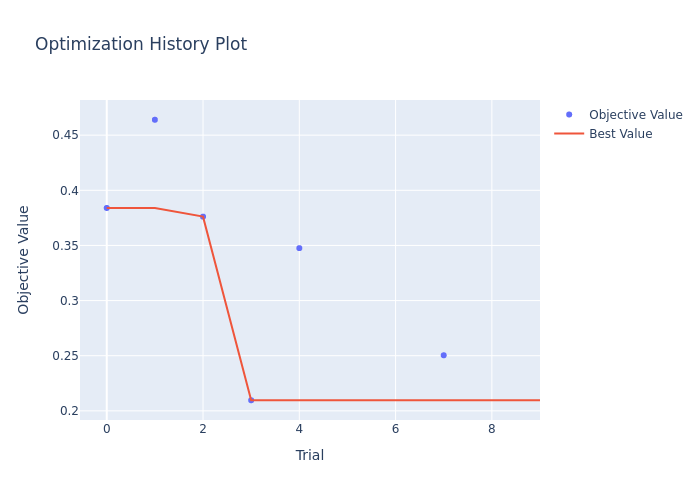 Optimization History Plot
Objective Value
Best Value
0.45
0.4
0.35
0.3
0.25
0.2
Objective Value
0
2
4
6
8
Trial